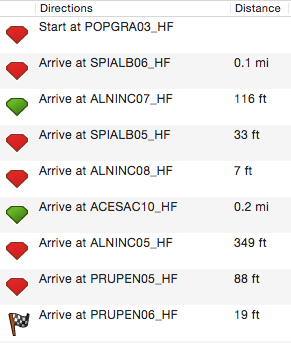 Directions Distance
Start at POPGRA03_HF
Arrive at SPIALB06_HF 0.1 mi
Arrive at ALNINC07_HF 116 ft
Arrive at SPIALB05_HF 33 ft
Arrive at ALNINC08_HF 7 ft
Arrive at ACESAC10_HF 0.2 mi
Arrive at ALNINC05_HF 349 ft
Arrive at PRUPEN05_HF 88 ft
Arrive at PRUPEN06_HF 19 ft